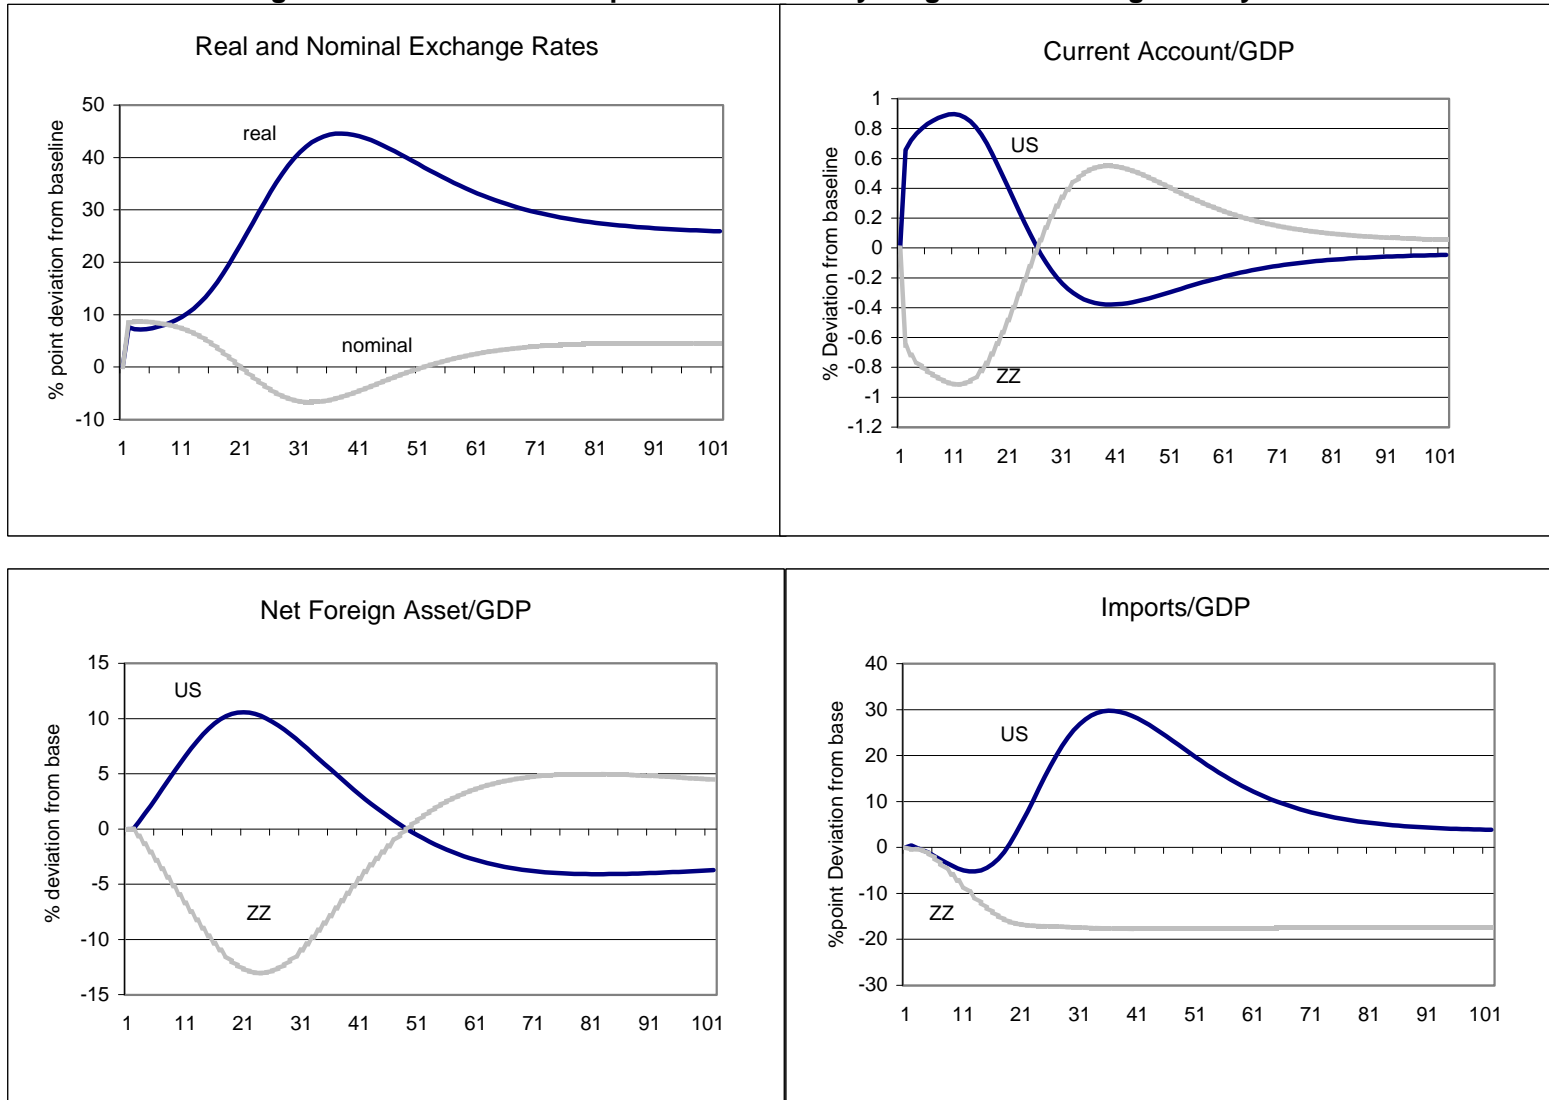 Real and Nominal Exchange Rates
% point deviation from baseline
50
40
30
20
10
0
-10
real
nominal
1 11 21 31 41 51 61 71 81 91 101
Current Account/GDP
% Deviation from baseline
1
0.8
0.6
0.4
0.2
0
-0.2
-0.4
-0.6
-0.8
-1
-1.2
US
ZZ
1 11 21 31 41 51 61 71 81 91 101
Net Foreign Asset/GDP
% deviation from base
15
10
5
0
-5
-10
-15
US
ZZ
1 11 21 31 41 51 61 71 81 91 101
Imports/GDP
%point Deviation from base
40
30
20
10
0
-10
-20
-30
US
ZZ
1 11 21 31 41 51 61 71 81 91 101